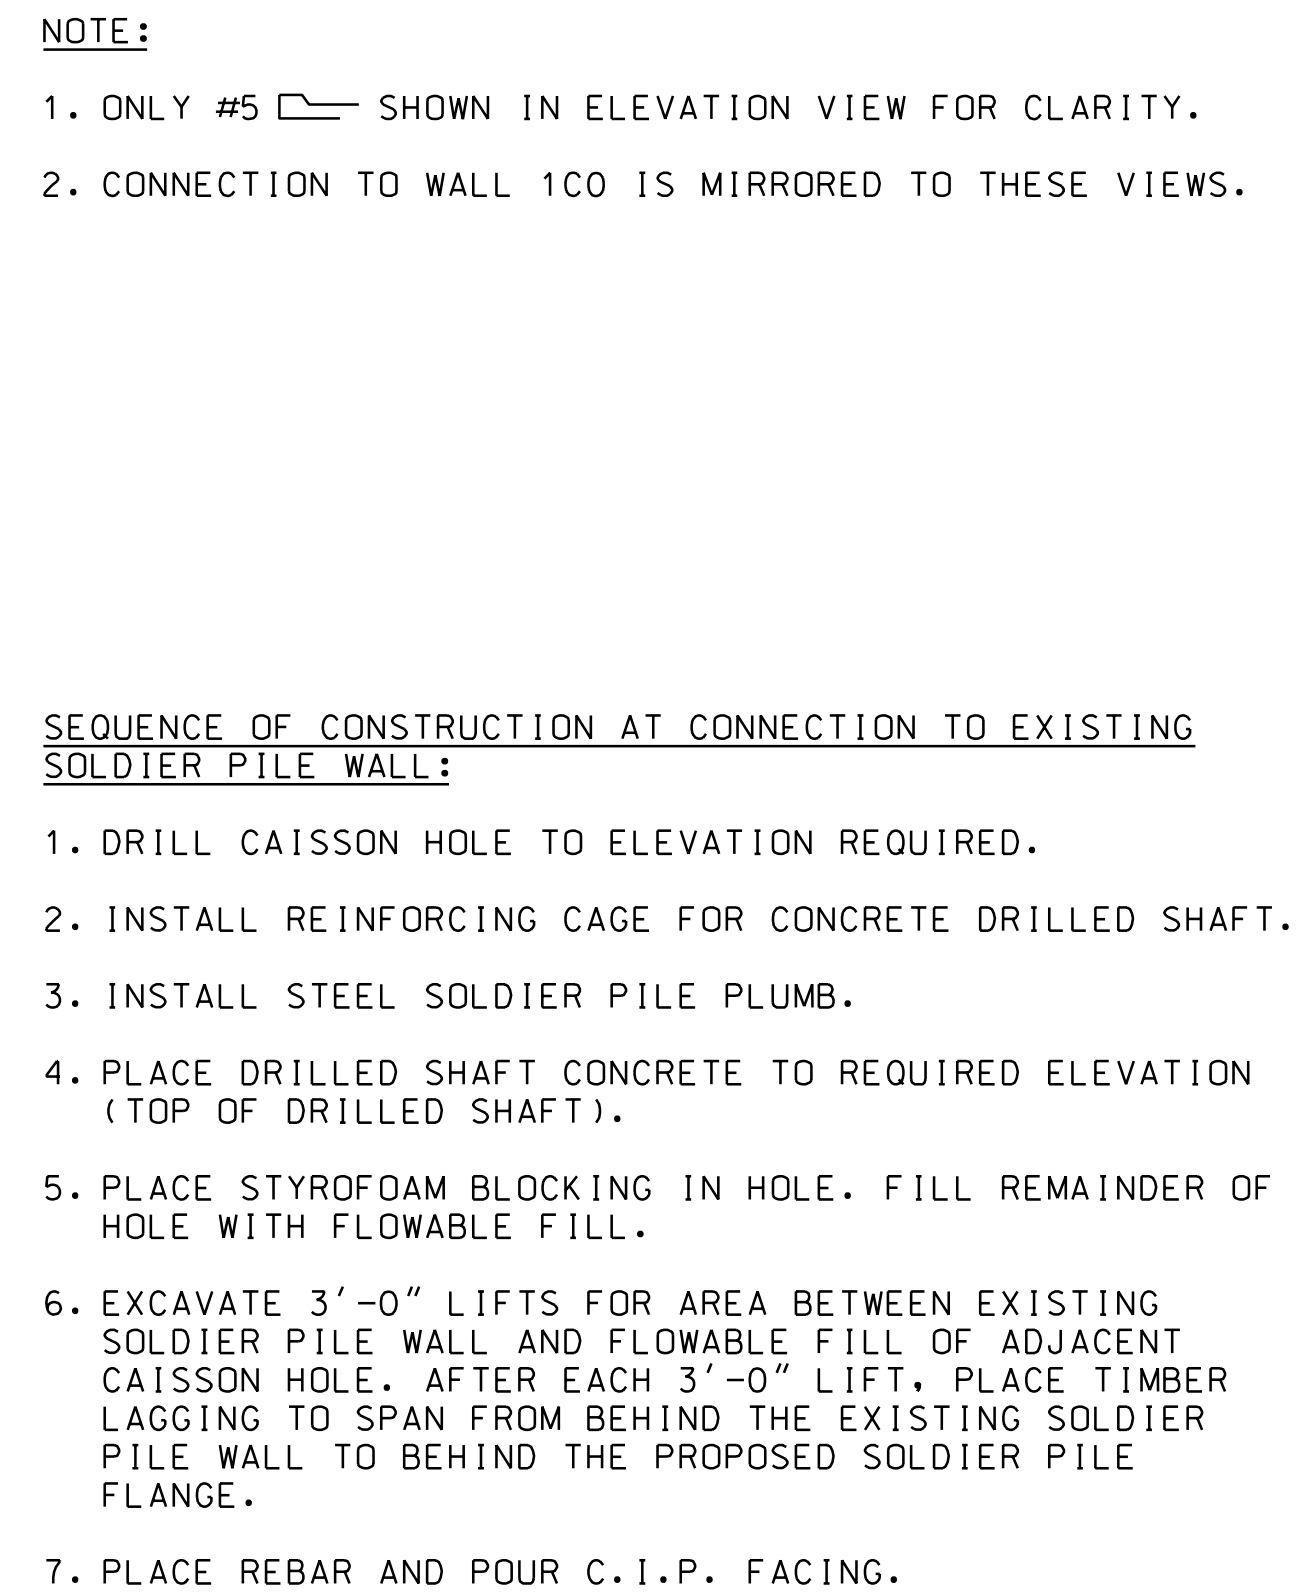 NOTE:
1. ONLY #5 SHOWN IN ELEVATION VIEW FOR CLARITY.
2. CONNECTION TO WALL 1CO IS MIRRORED TO THESE VIEWS.
SEQUENCE OF CONSTRUCTION AT CONNECTION TO EXISTING
SOLDIER PILE WALL:
1. DRILL CAISSON HOLE TO ELEVATION REQUIRED.
2. INSTALL REINFORCING CAGE FOR CONCRETE DRILLED SHAFT.
3. INSTALL STEEL SOLDIER PILE PLUMB.
4. PLACE DRILLED SHAFT CONCRETE TO REQUIRED ELEVATION
(TOP OF DRILLED SHAFT).
5. PLACE STYROFOAM BLOCKING IN HOLE. FILL REMAINDER OF
HOLE WITH FLOWABLE FILL.
6. EXCAVATE 3'-0" LIFTS FOR AREA BETWEEN EXISTING
SOLDIER PILE WALL AND FLOWABLE FILL OF ADJACENT
CAISSON HOLE. AFTER EACH 3'-0" LIFT, PLACE TIMBER
LAGGING TO SPAN FROM BEHIND THE EXISTING SOLDIER
PILE WALL TO BEHIND THE PROPOSED SOLDIER PILE
FLANGE.
7. PLACE REBAR AND POUR C.I.P. FACING.